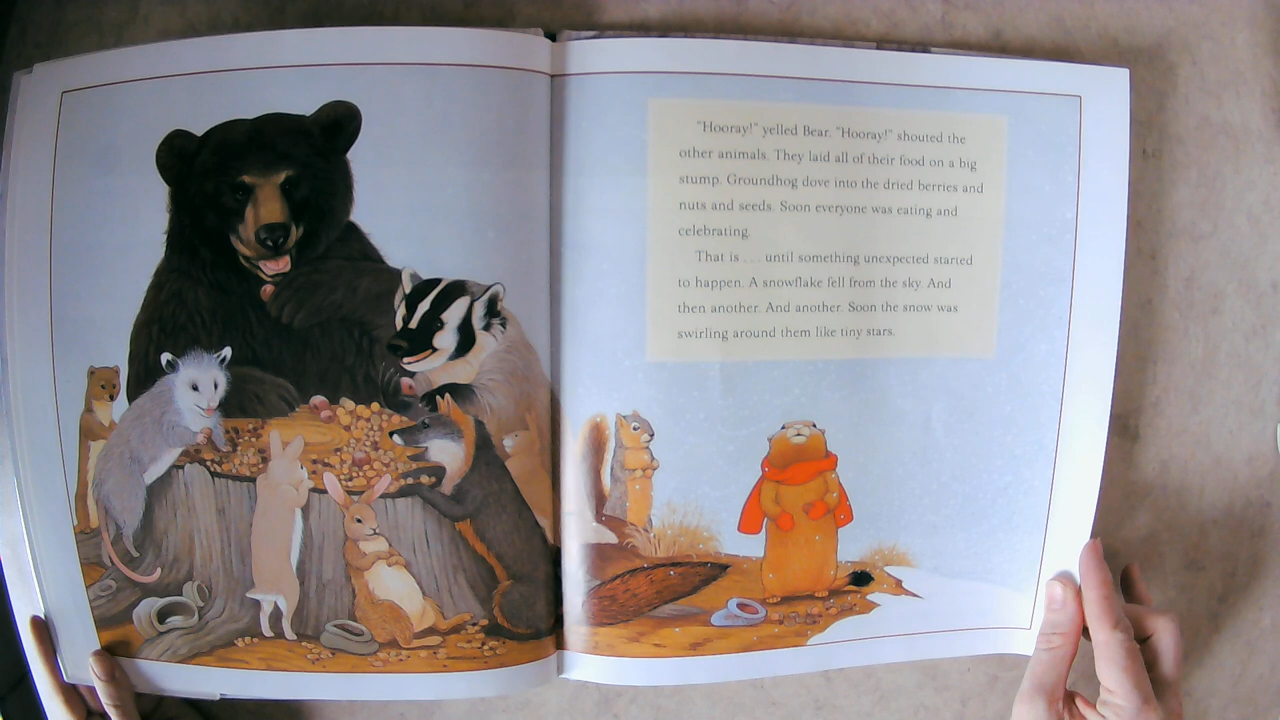 "Hooray!" yelled Bear. "Hooray!" shouted the
other animals. They laid all of their food on a big
stump. Groundhog dove into the dried berries and
nuts and seeds. Soon everyone was eating and
celebrating.
That is . . . until something unexpected started
to happen. A snowflake fell from the sky. And
then another. And another. Soon the snow was
swirling around them like tiny stars.